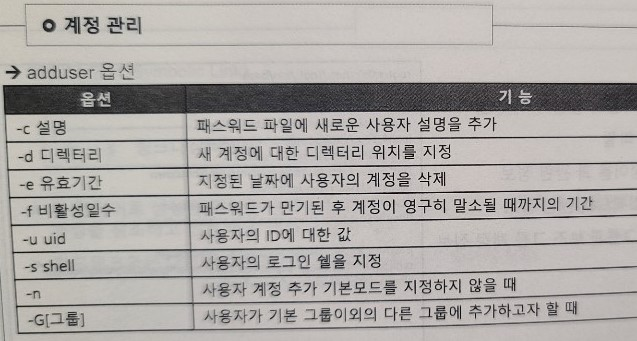 계정 관리
→ adduser 옵션
옵션 기 능
-c 설명 패스워드 파일에 새로운 사용자 설명을 추가
-d 디렉터리 새 계정에 대한 디렉터리 위치를 지정
-e 유효기간 지정된 날짜에 사용자의 계정을 삭제
-f 비활성일수 패스워드가 만기된 후 계정이 영구히 말소될 때까지의 기간
-u uid 사용자의 ID에 대한 값
-s shell 사용자의 로그인 쉘을 지정
-n 사용자 계정 추가 기본모드를 지정하지 않을 때
-G[그룹] 사용자가 기본 그룹이외의 다른 그룹에 추가하고자 할 때